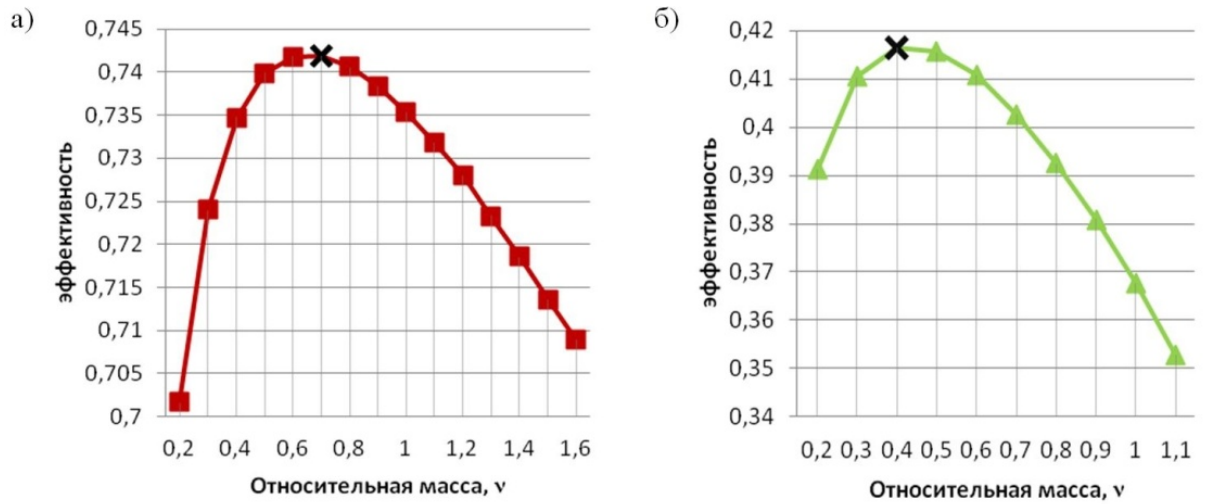 а)
0,745
0,74
0,735
0,73
0,725
0,72
0,715
0,71
0,705
0,7
эффективность
0,2 0,4 0,6 0,8 1 1,2 1,4 1,6
Относительная масса, ν
б)
0,42
0,41
0,4
0,39
0,38
0,37
0,36
0,35
0,34
эффективность
0,2 0,3 0,4 0,5 0,6 0,7 0,8 0,9 1 1,1
Относительная масса, ν